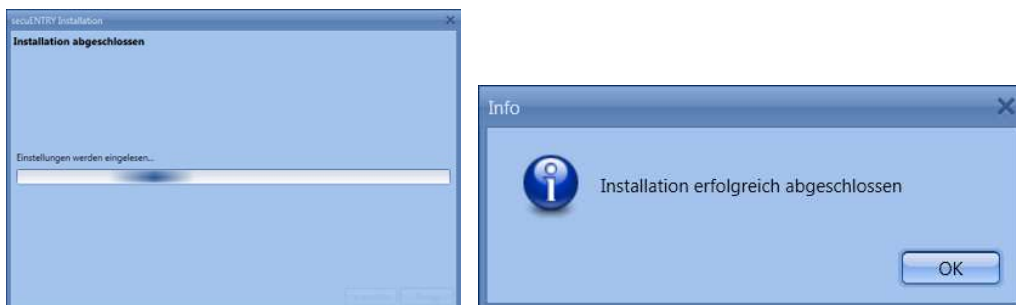 secuENTRY Installation
Installation abgeschlossen
Einstellungen werden eingelesen...
Info
Installation erfolgreich abgeschlossen
OK